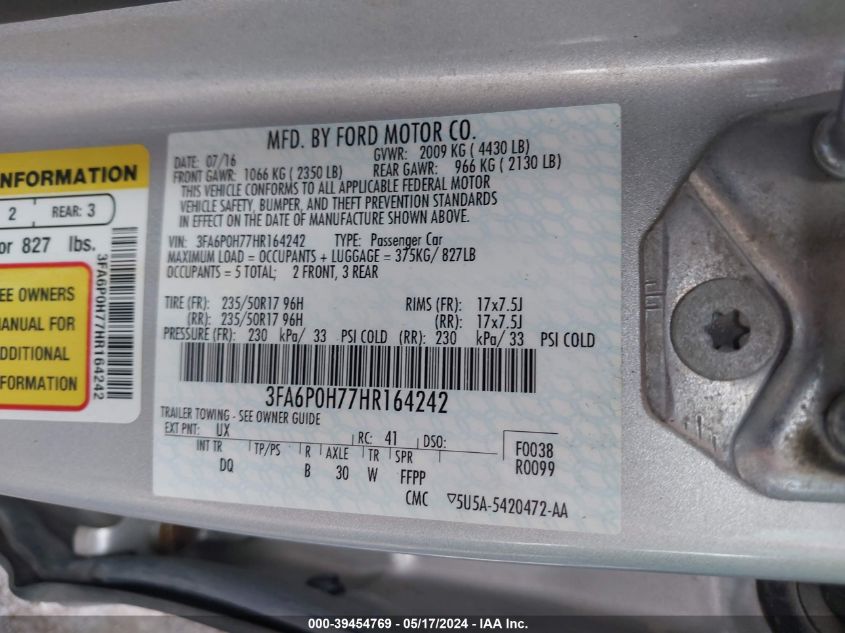 MFD. BY FORD MOTOR CO.
DATE: 07/16 GVWR: 2009 KG ( 4430 LB)
FRONT GAWR: 1066 KG ( 2350 LB) REAR GAWR: 966 KG ( 2130 LB)
THIS VEHICLE CONFORMS TO ALL APPLICABLE FEDERAL MOTOR
VEHICLE SAFETY, BUMPER, AND THEFT PREVENTION STANDARDS
IN EFFECT ON THE DATE OF MANUFACTURE SHOWN ABOVE.
VIN: 3FA6P0H77HR164242 TYPE: Passenger Car
MAXIMUM LOAD = OCCUPANTS + LUGGAGE = 375KG/ 827LB
OCCUPANTS = 5 TOTAL; 2 FRONT, 3 REAR
TIRE (FR): 235/50R17 96H RIMS (FR): 17x7.5J
(RR): 235/50R17 96H (RR): 17x7.5J
PRESSURE (FR): 230 kPa/ 33 PSI COLD (RR): 230 kPa/ 33 PSI COLD
3FA6P0H77HR164242
TRAILER TOWING - SEE OWNER GUIDE
EXT PNT: UX RC: 41 DSO:
INT TR TP/PS R AXLE TR SPR
DQ B 30 W FFPP
F0038
R0099
CMC ▽5U5A-5420472-AA
INFORMATION
2 REAR: 3
or 827 lbs.
EE OWNERS
MANUAL FOR
ADDITIONAL
INFORMATION
3FA6P0H77HR164242
000-39454769 - 05/17/2024 - IAA Inc.